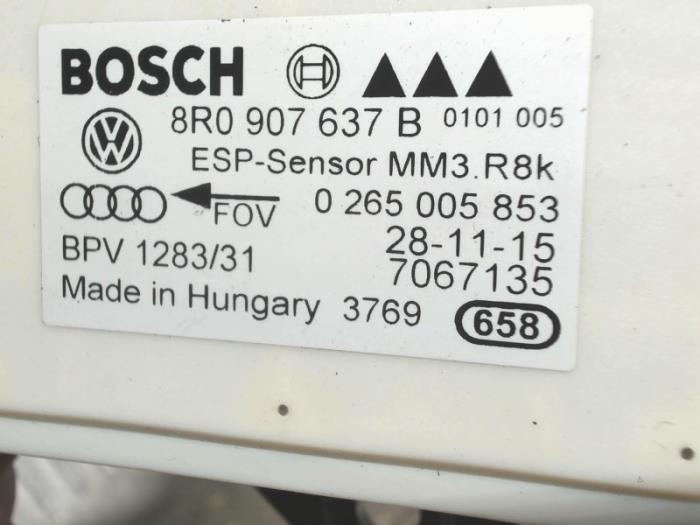 BOSCH
8R0 907 637 B 0101 005
ESP-Sensor MM3.R8k
FOV 0 265 005 853
BPV 1283/31 28-11-15
7067135
Made in Hungary 3769 658